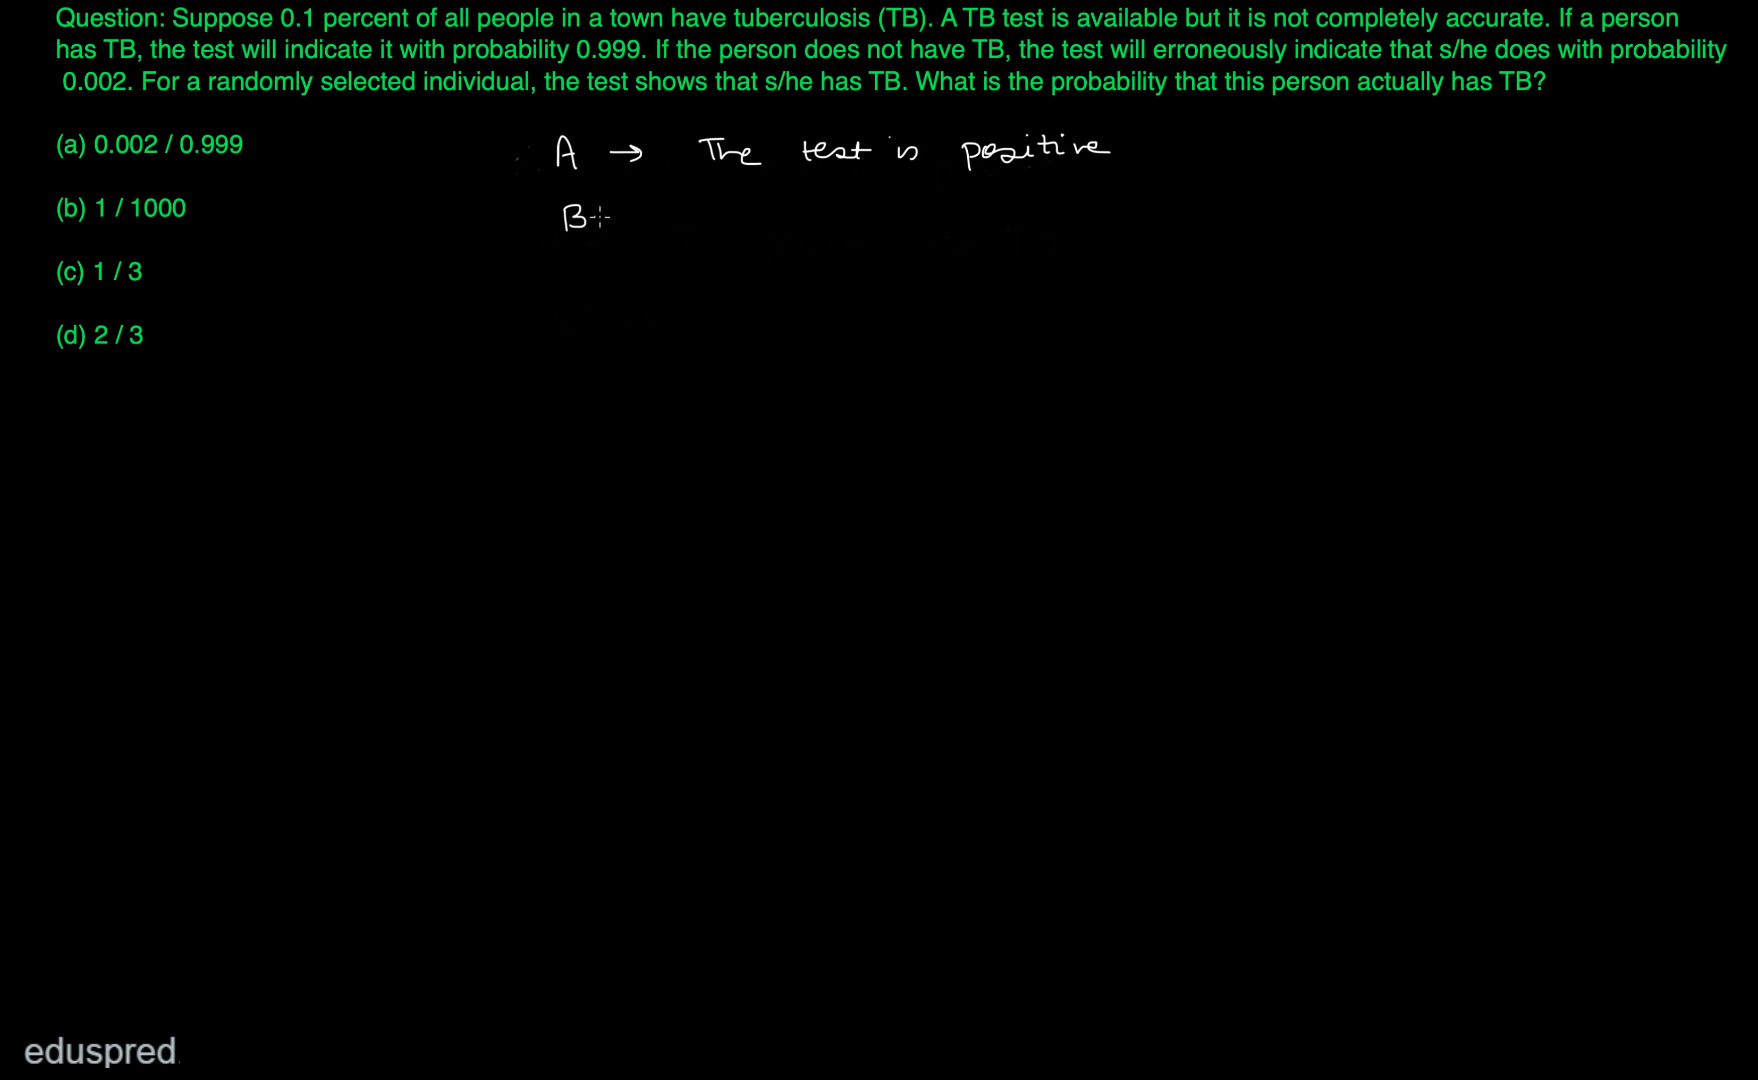 Question: Suppose 0.1 percent of all people in a town have tuberculosis (TB). A TB test is available but it is not completely accurate. If a person
has TB, the test will indicate it with probability 0.999. If the person does not have TB, the test will erroneously indicate that s/he does with probability
0.002. For a randomly selected individual, the test shows that s/he has TB. What is the probability that this person actually has TB?
(a) 0.002 / 0.999
A → The test is positive
(b) 1 / 1000
B
(c) 1 / 3
(d) 2 / 3
eduspred